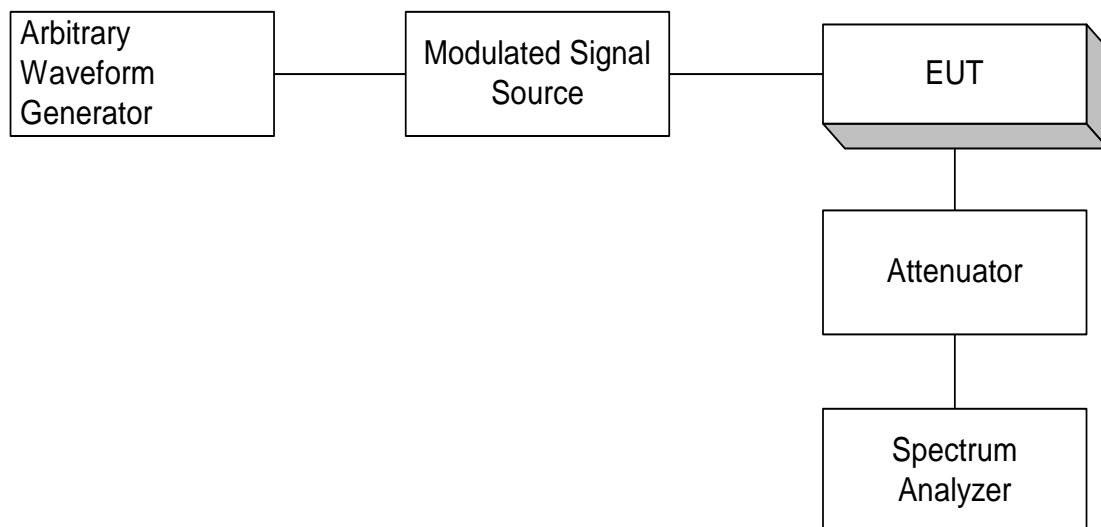 Arbitrary
Waveform
Generator
Modulated Signal
Source
EUT
Attenuator
Spectrum
Analyzer